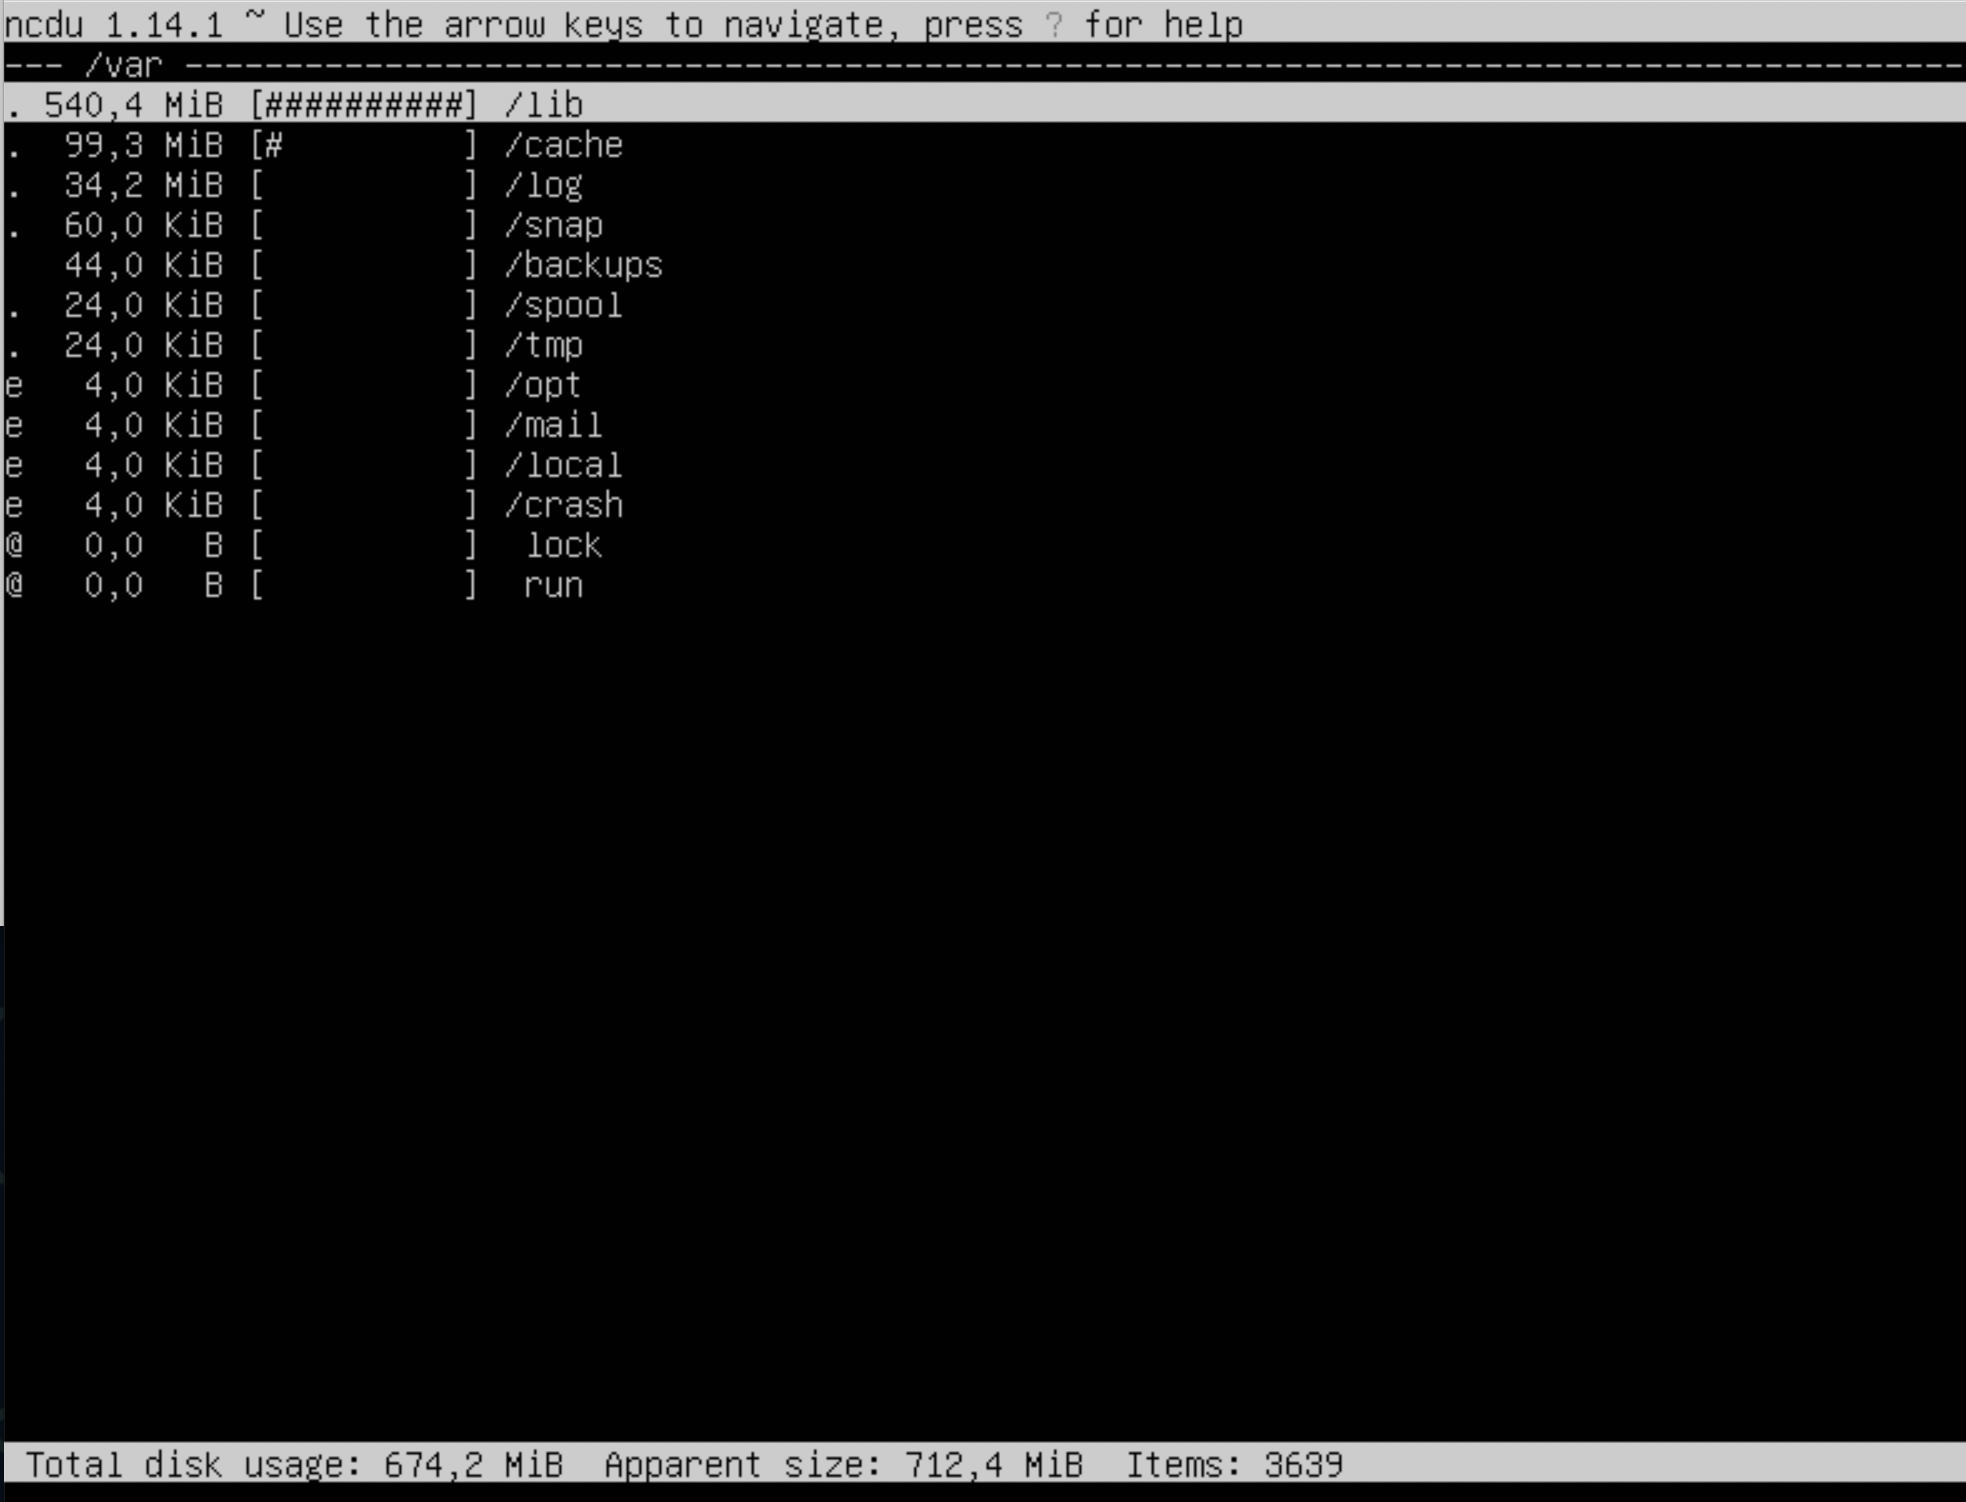 ncdu 1.14.1 ~ Use the arrow keys to navigate, press ? for help
--- /var -----------------------------------------------------------------------------------------
. 540,4 MiB [##########] /lib
.  99,3 MiB [#         ] /cache
.  34,2 MiB [          ] /log
.  60,0 KiB [          ] /snap
   44,0 KiB [          ] /backups
.  24,0 KiB [          ] /spool
.  24,0 KiB [          ] /tmp
e   4,0 KiB [          ] /opt
e   4,0 KiB [          ] /mail
e   4,0 KiB [          ] /local
e   4,0 KiB [          ] /crash
@   0,0   B [          ]  lock
@   0,0   B [          ]  run
Total disk usage: 674,2 MiB  Apparent size: 712,4 MiB  Items: 3639